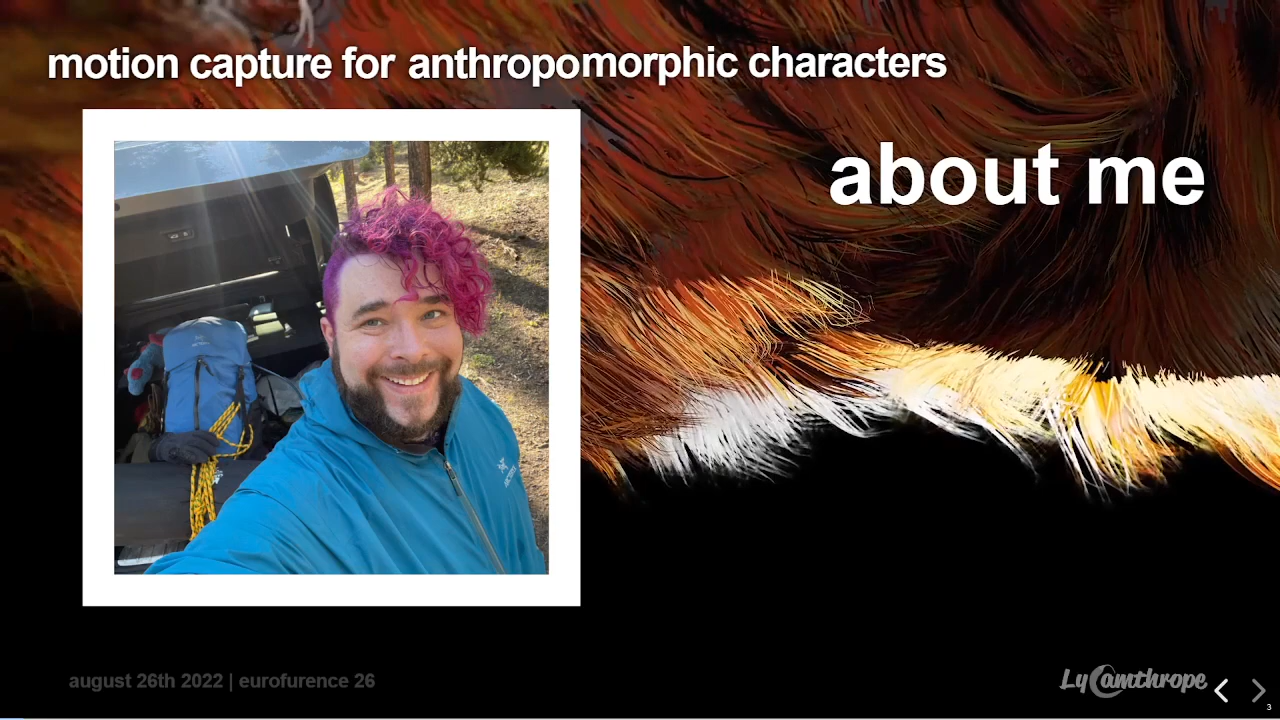 motion capture for anthropomorphic characters
about me
august 26th 2022 | eurofurence 26
Lycamthrope
3